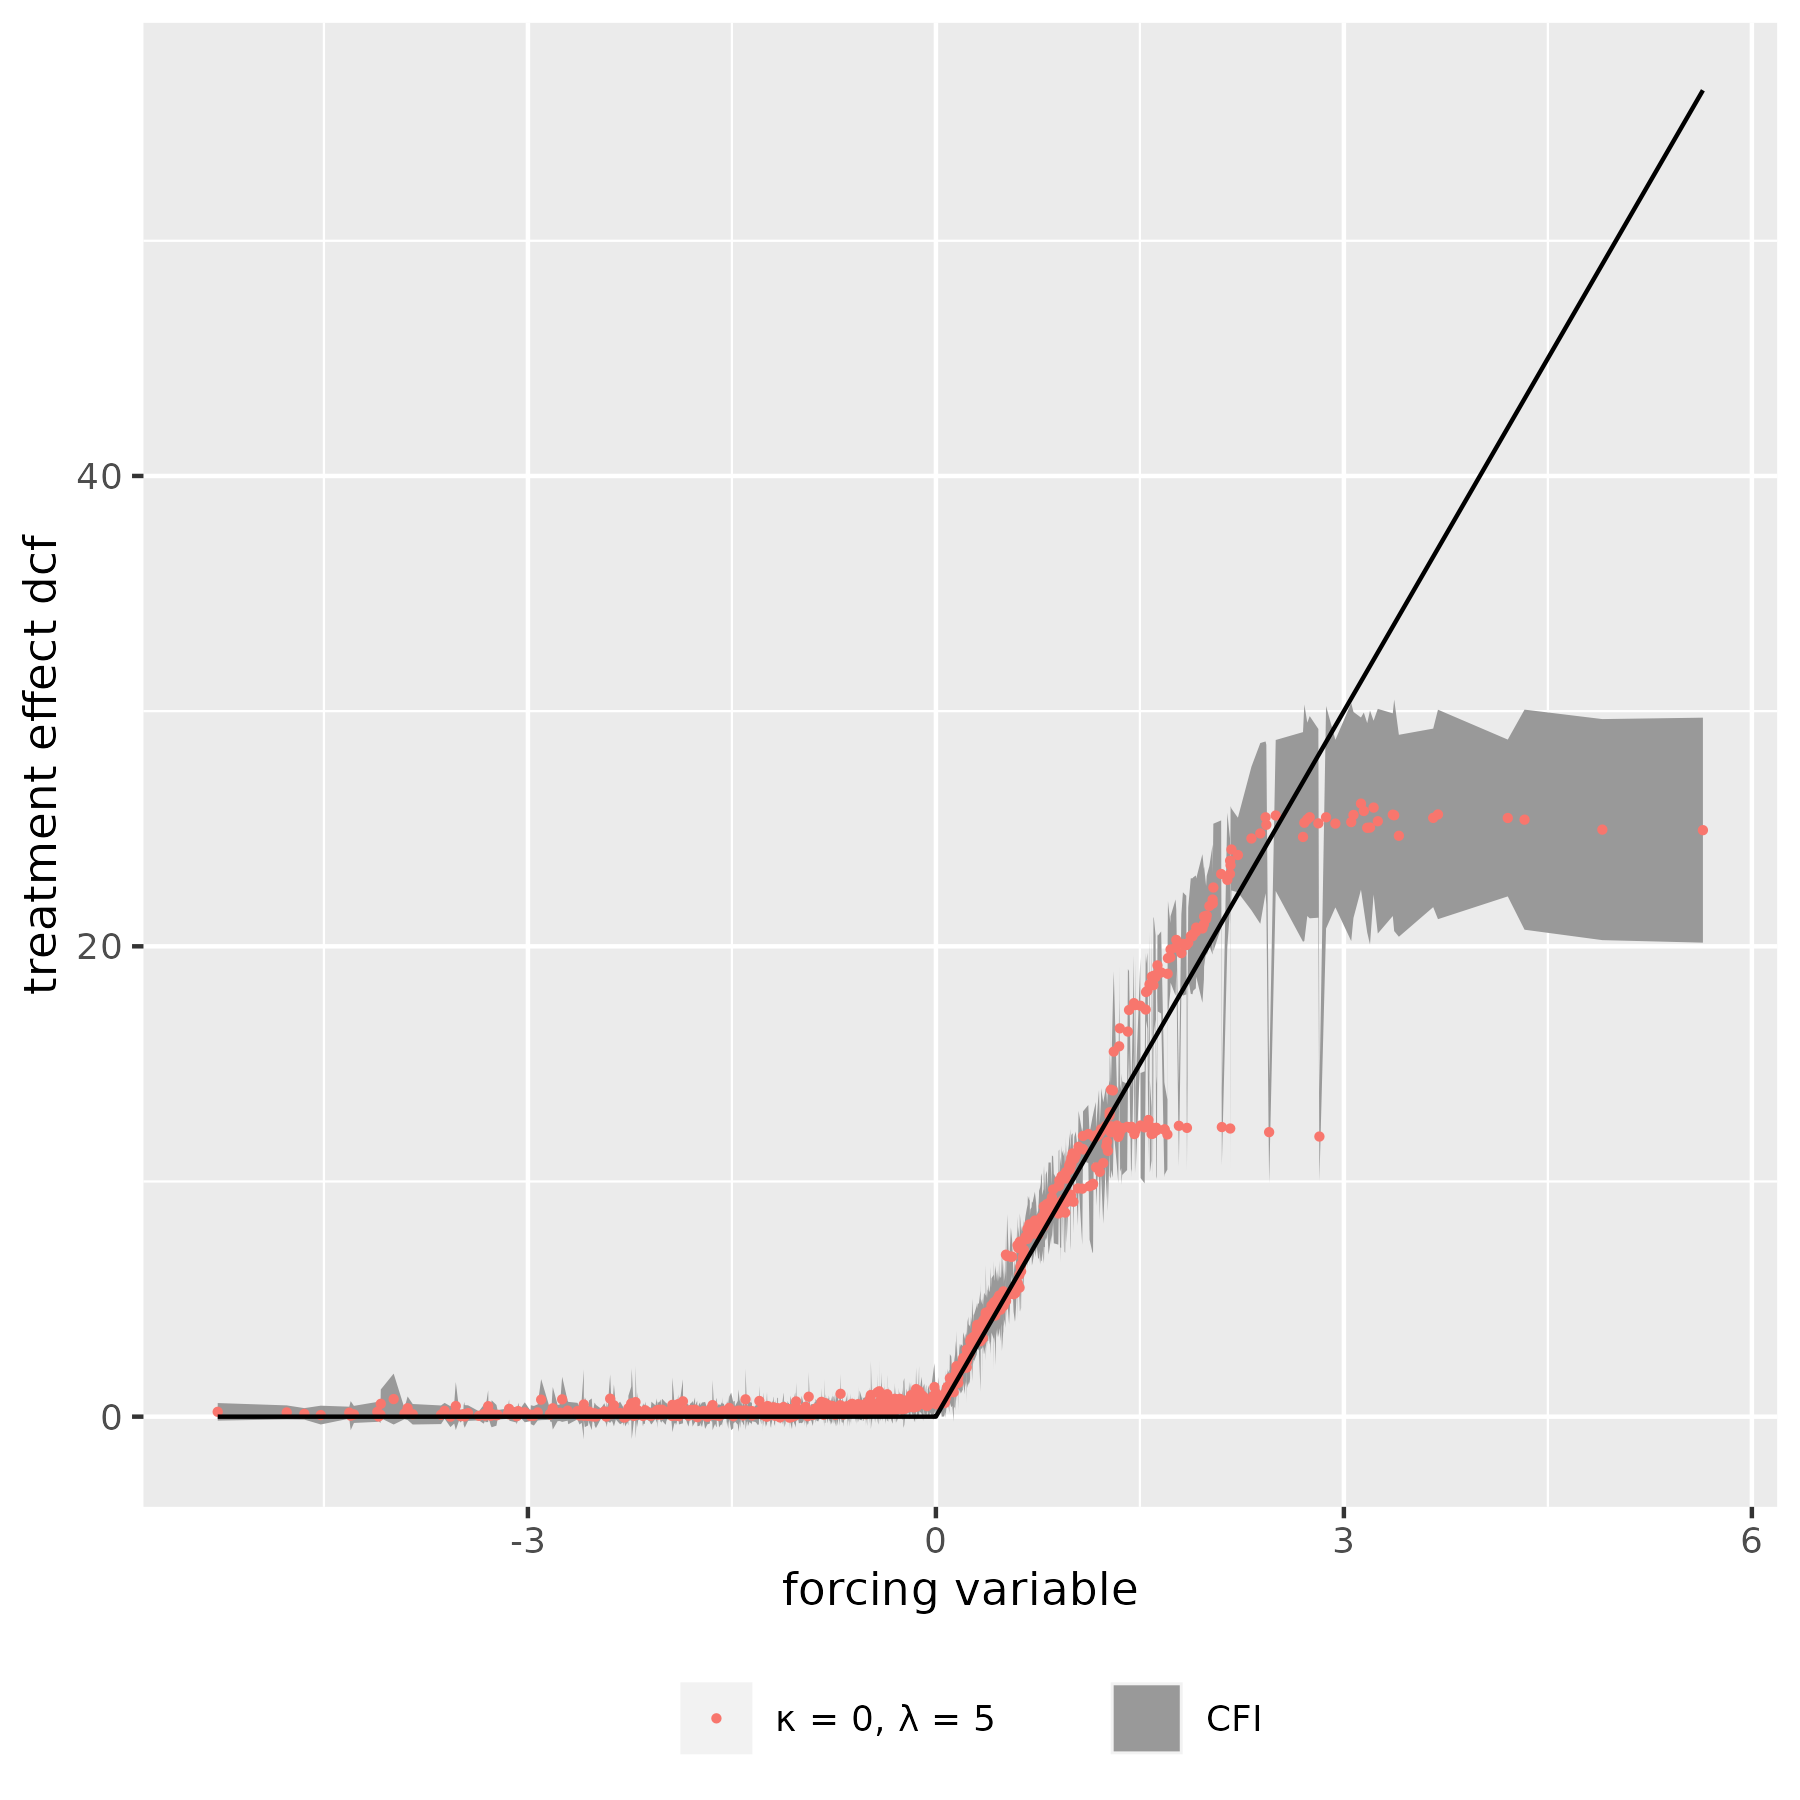 treatment effect dcf
40
20
0
-3
0
3
6
forcing variable
κ = 0, λ = 5
CFI